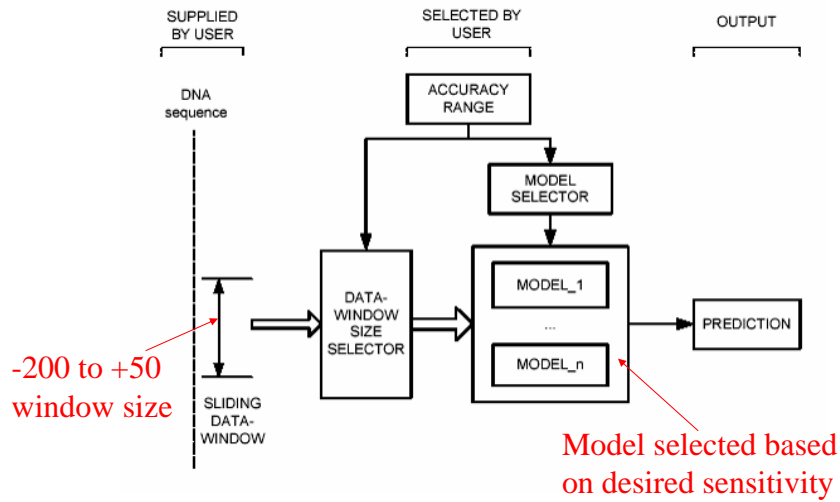 SUPPLIED
BY USER
SELECTED BY
USER
OUTPUT
DNA
sequence
ACCURACY
RANGE
MODEL
SELECTOR
DATA-
WINDOW
SIZE
SELECTOR
MODEL_1
...
MODEL_n
PREDICTION
-200 to +50
window size
SLIDING
DATA-
WINDOW
Model selected based
on desired sensitivity